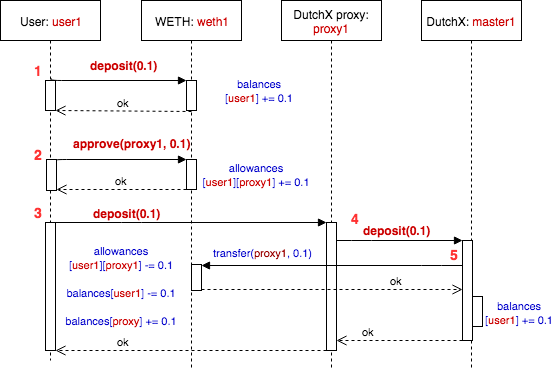 User: user1
WETH: weth1
DutchX proxy:
proxy1
DutchX: master1
1
deposit(0.1)
balances
[user1] += 0.1
ok
2
approve(proxy1, 0.1)
allowances
[user1][proxy1] += 0.1
ok
3
deposit(0.1)
4
deposit(0.1)
5
allowances
[user1][proxy1] -= 0.1
transfer(proxy1, 0.1)
balances[user1] -= 0.1
ok
balances[proxy] += 0.1
balances
[user1] += 0.1
ok
ok